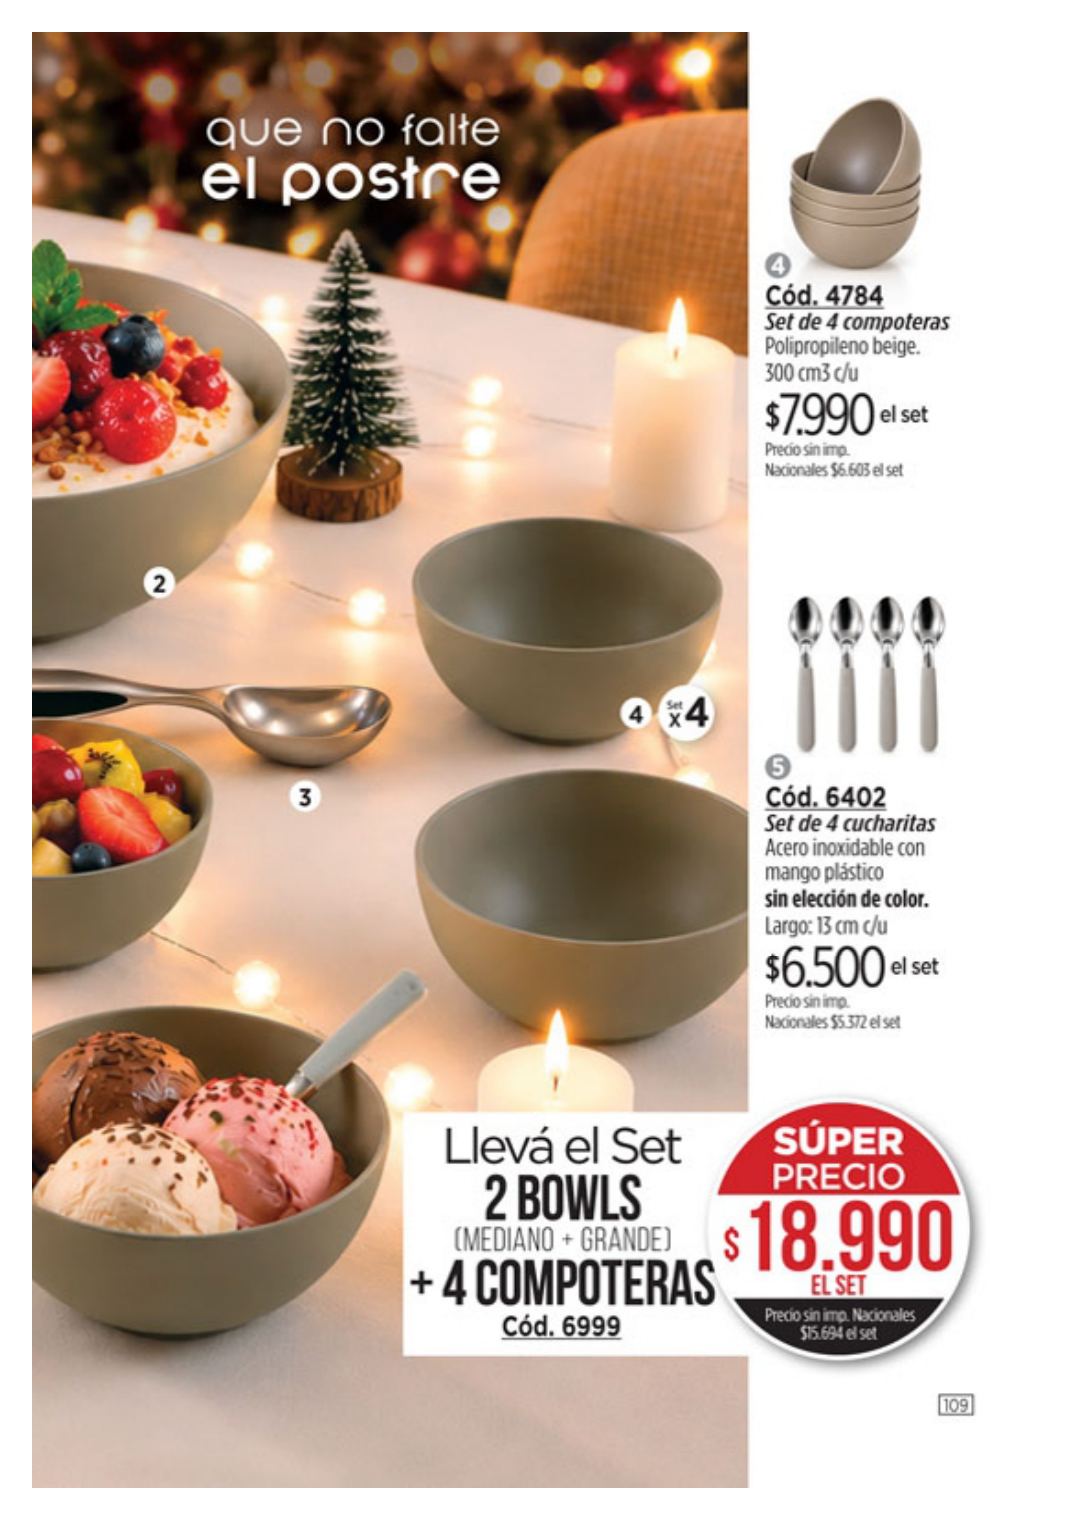 que no falte
el postre
4
Cód. 4784
Set de 4 compoteras
Polipropileno beige.
300 cm3 c/u
$7.990 el set
Precio sin imp.
Nacionales $6.603 el set
2
4
Set
x4
3
5
Cód. 6402
Set de 4 cucharitas
Acero inoxidable con
mango plástico
sin elección de color.
Largo: 13 cm c/u
$6.500 el set
Precio sin imp.
Nacionales $5.372 el set
Llevá el Set
2 BOWLS
(MEDIANO + GRANDE)
+ 4 COMPOTERAS
Cód. 6999
SÚPER
PRECIO
$18.990
EL SET
Precio sin imp. Nacionales
$15.694 el set
109